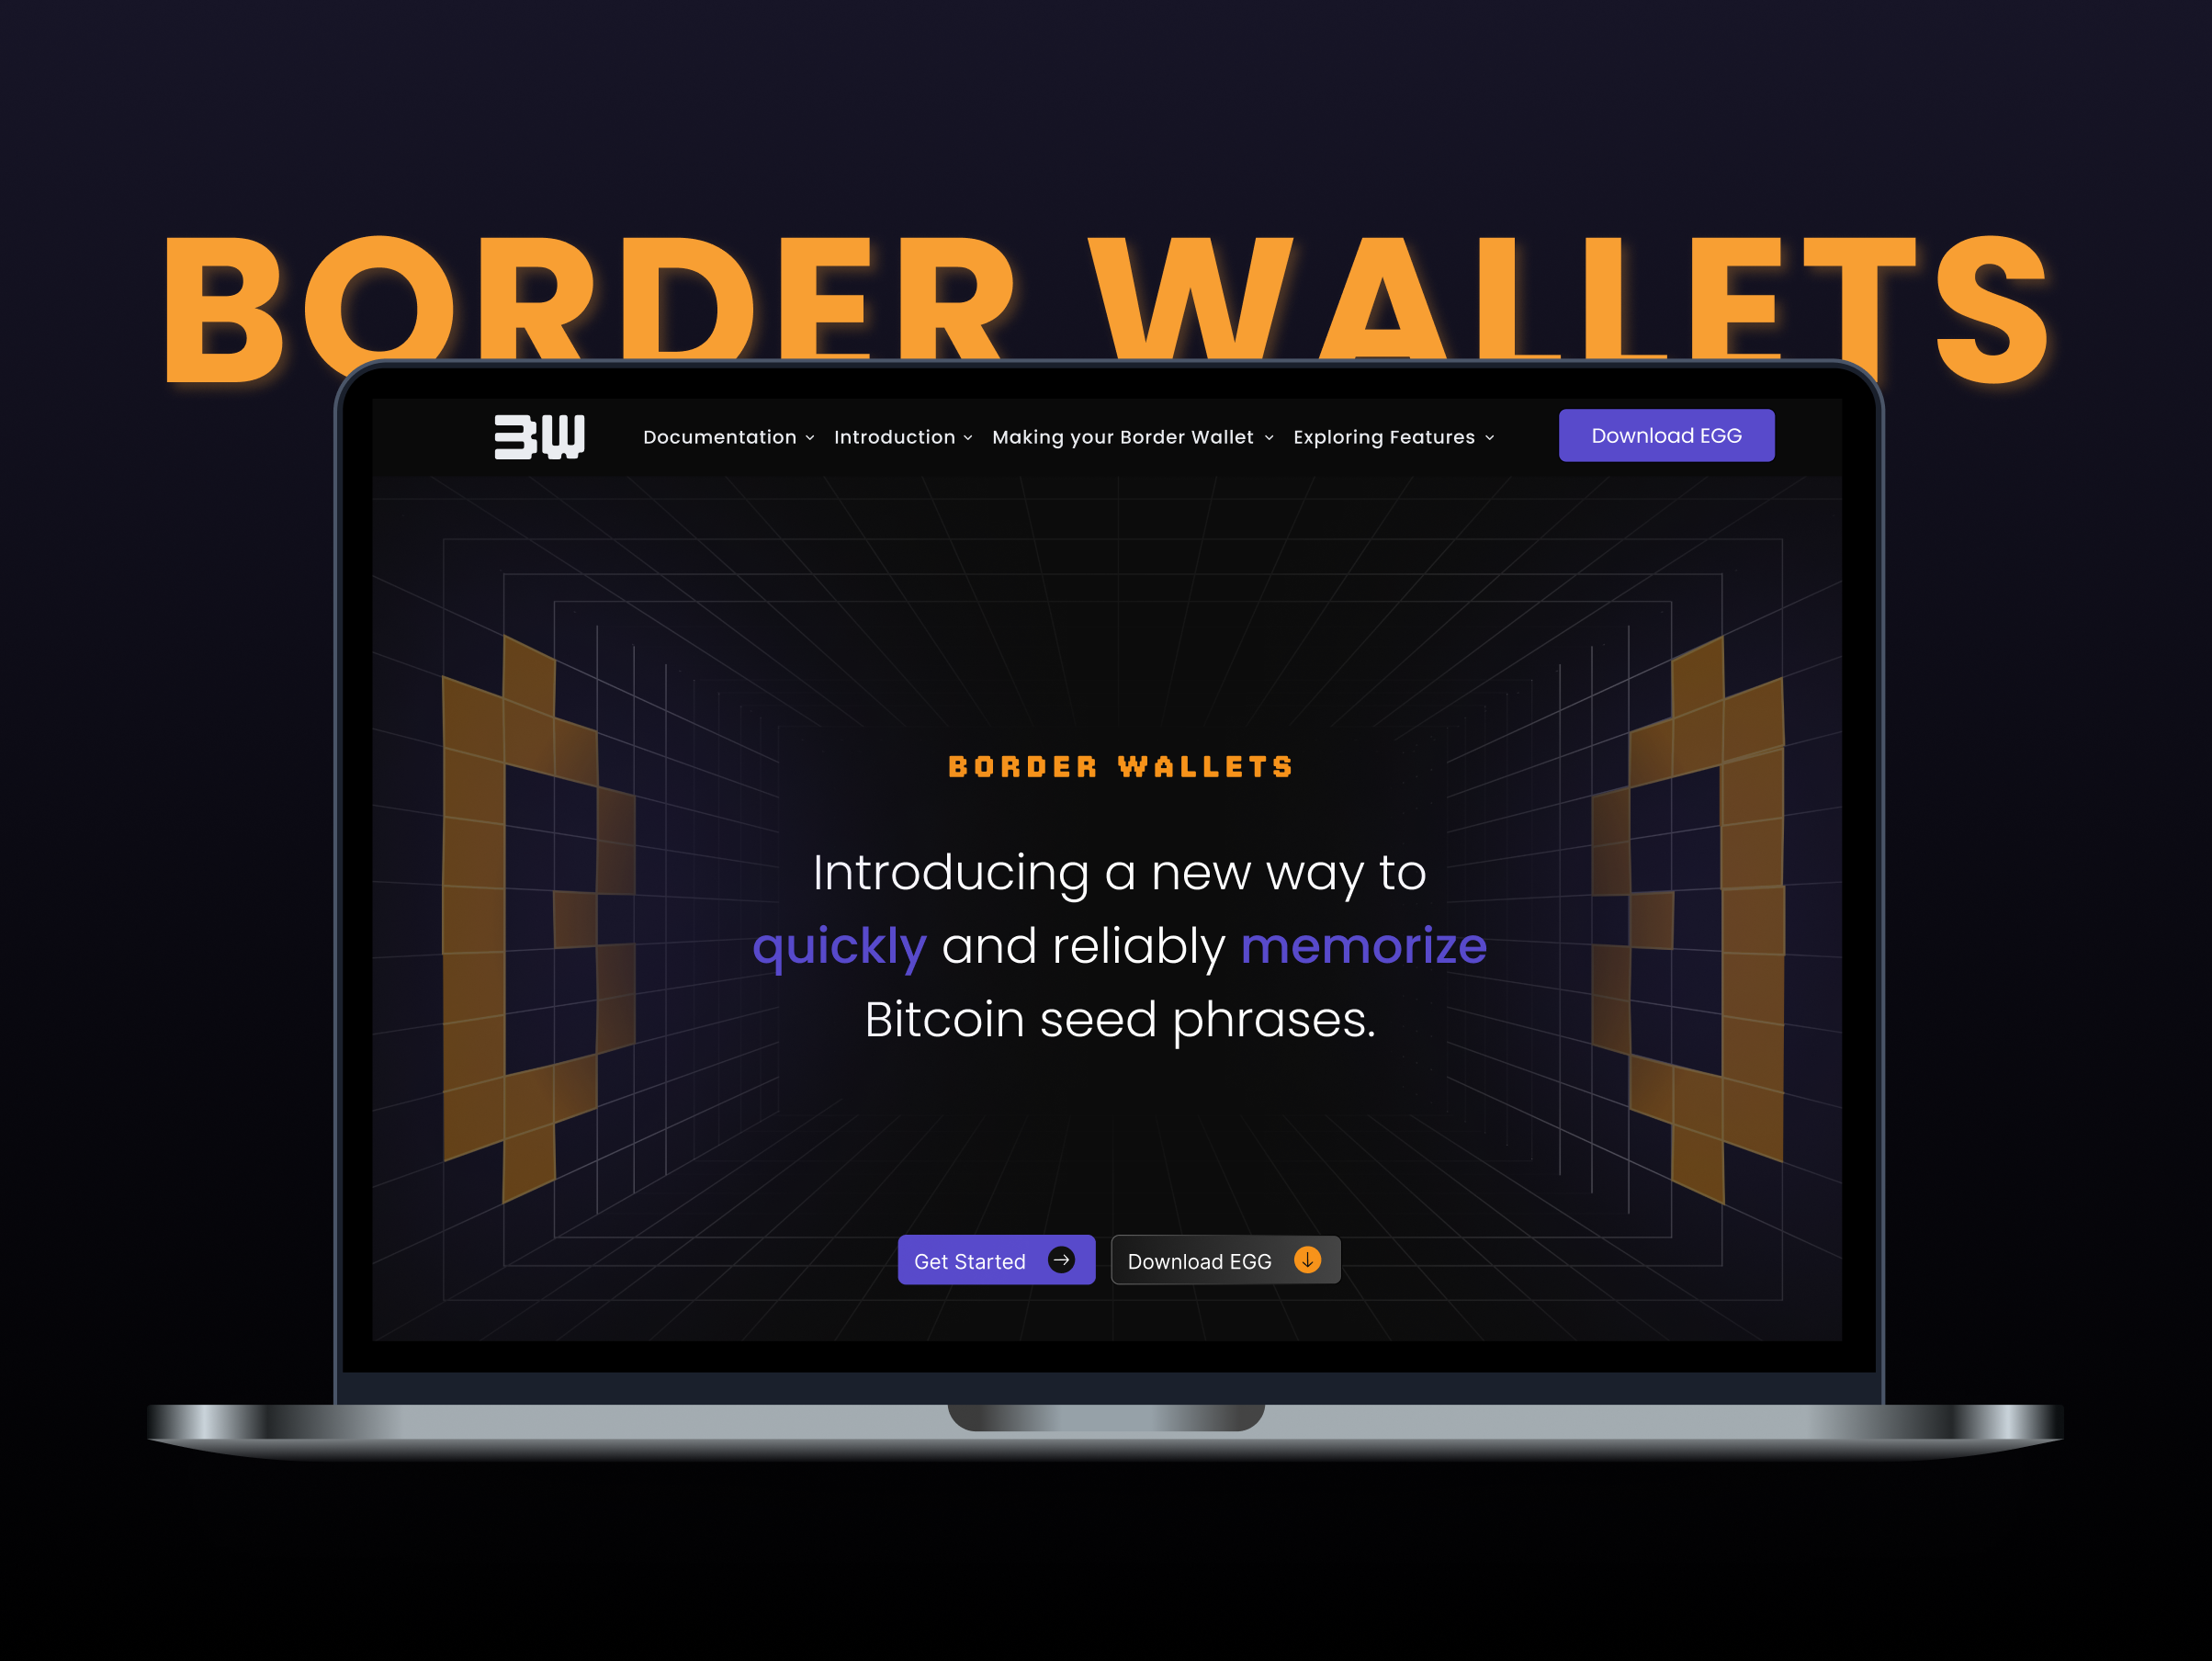 BORDER WALLETS
BW
Documentation
Introduction
Making your Border Wallet
Exploring Features
Download EGG
BORDER WALLETS
Introducing a new way to
quickly and reliably memorize
Bitcoin seed phrases.
Get Started
Download EGG